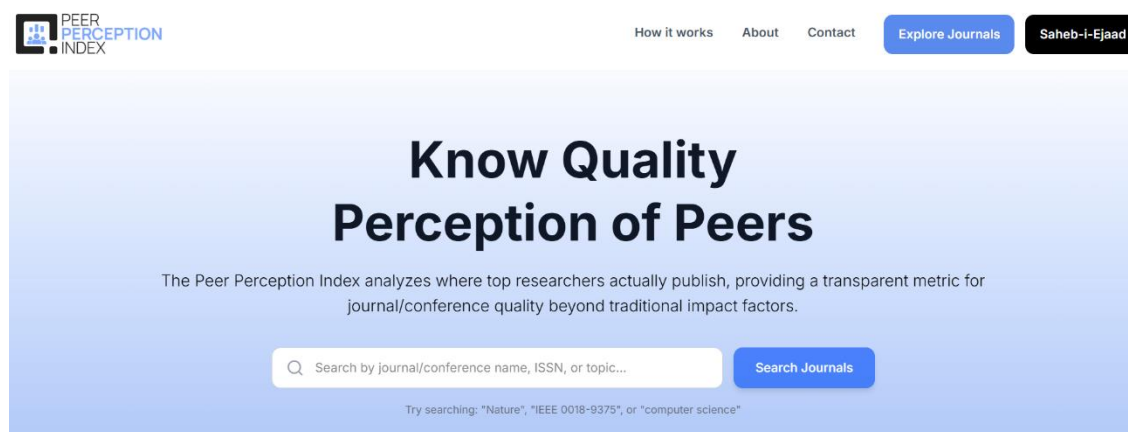 PEER
PERCEPTION
INDEX
How it works
About
Contact
Explore Journals
Saheb-i-Ejaad
Know Quality
Perception of Peers
The Peer Perception Index analyzes where top researchers actually publish, providing a transparent metric for
journal/conference quality beyond traditional impact factors.
Search by journal/conference name, ISSN, or topic...
Search Journals
Try searching: "Nature", "IEEE 0018-9375", or "computer science"